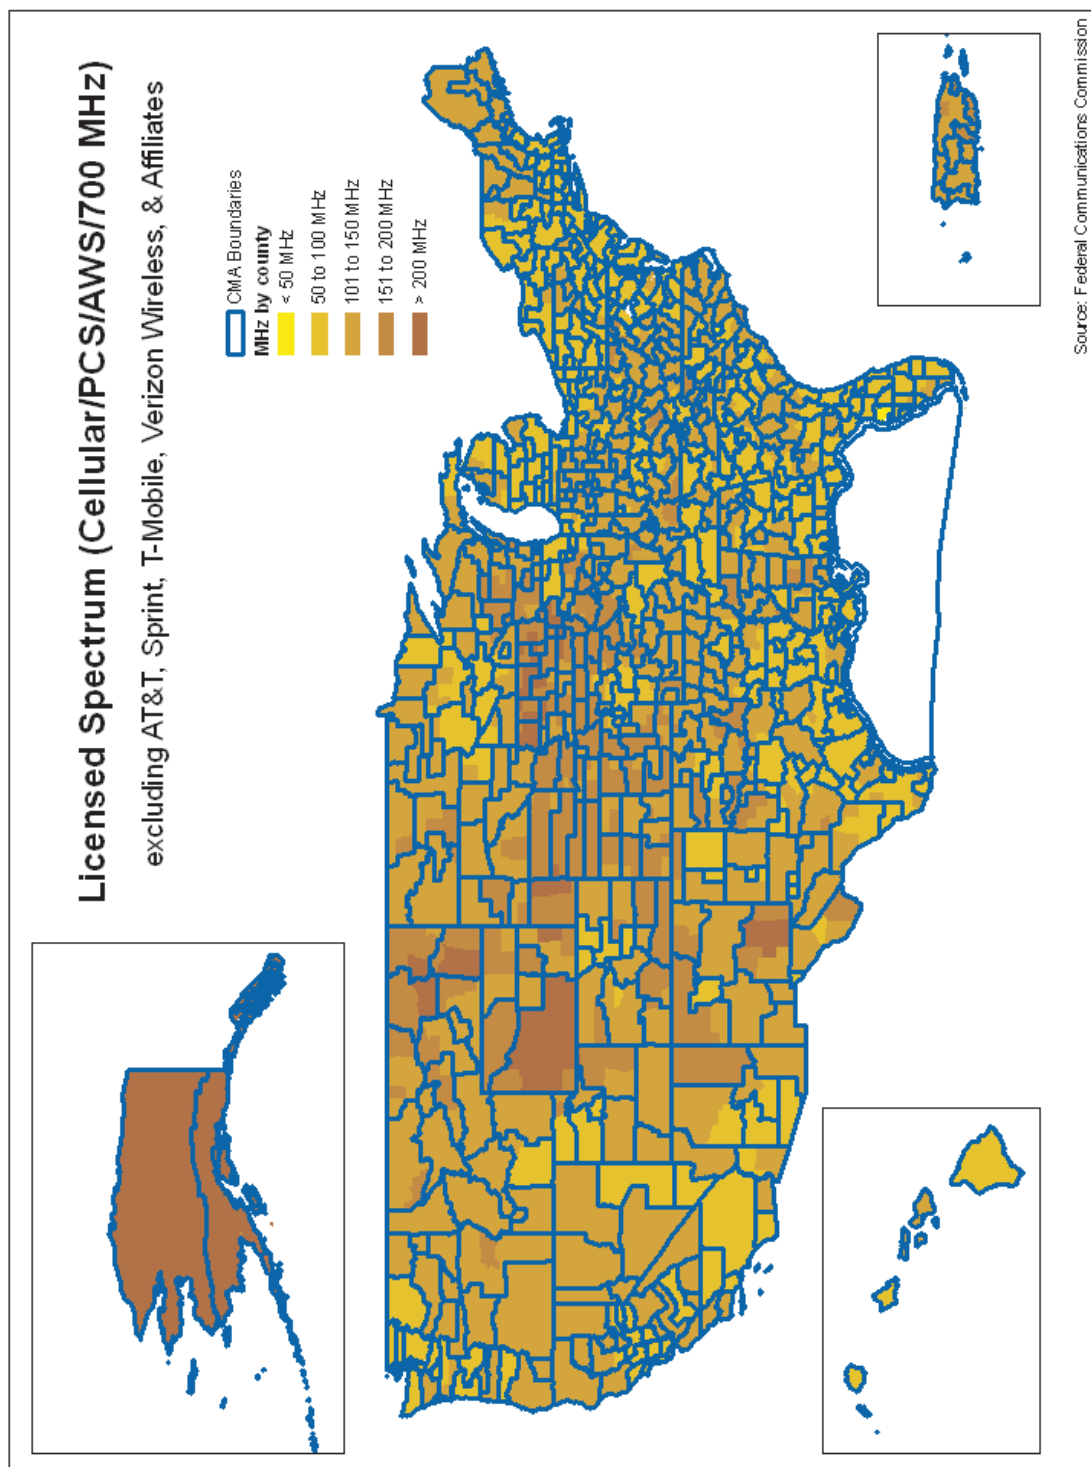 Licensed Spectrum (Cellular/PCS/AWS/700 MHz)
excluding AT&T, Sprint, T-Mobile, Verizon Wireless, & Affiliates
CMA Boundaries
MHz by county
< 50 MHz
50 to 100 MHz
101 to 150 MHz
151 to 200 MHz
> 200 MHz
Source: Federal Communications Commission